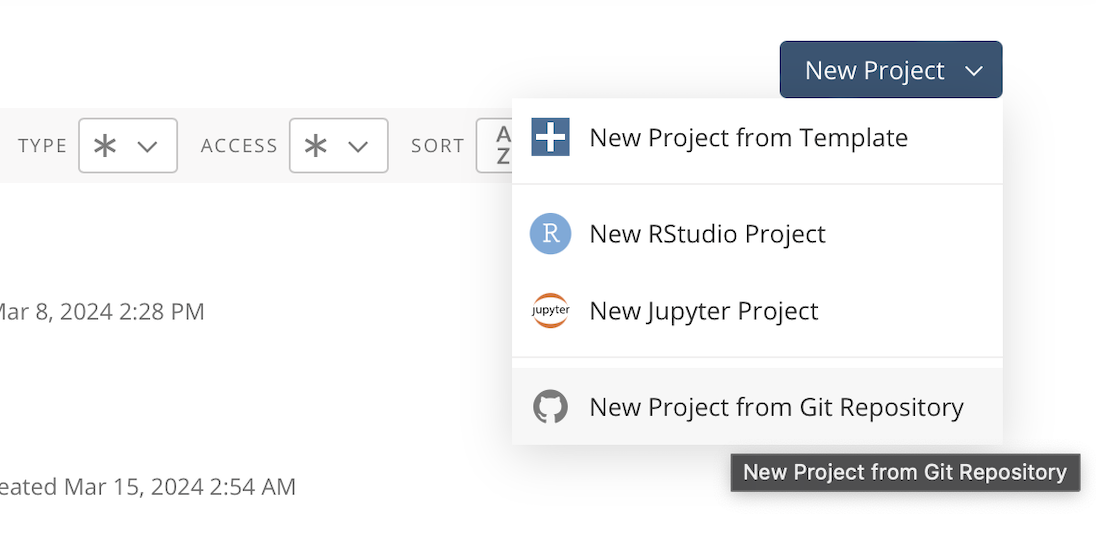 New Project
New Project from Template
TYPE
ACCESS
SORT
A
Z
R
New RStudio Project
jupyter
New Jupyter Project
Mar 8, 2024 2:28 PM
New Project from Git Repository
New Project from Git Repository
eated Mar 15, 2024 2:54 AM